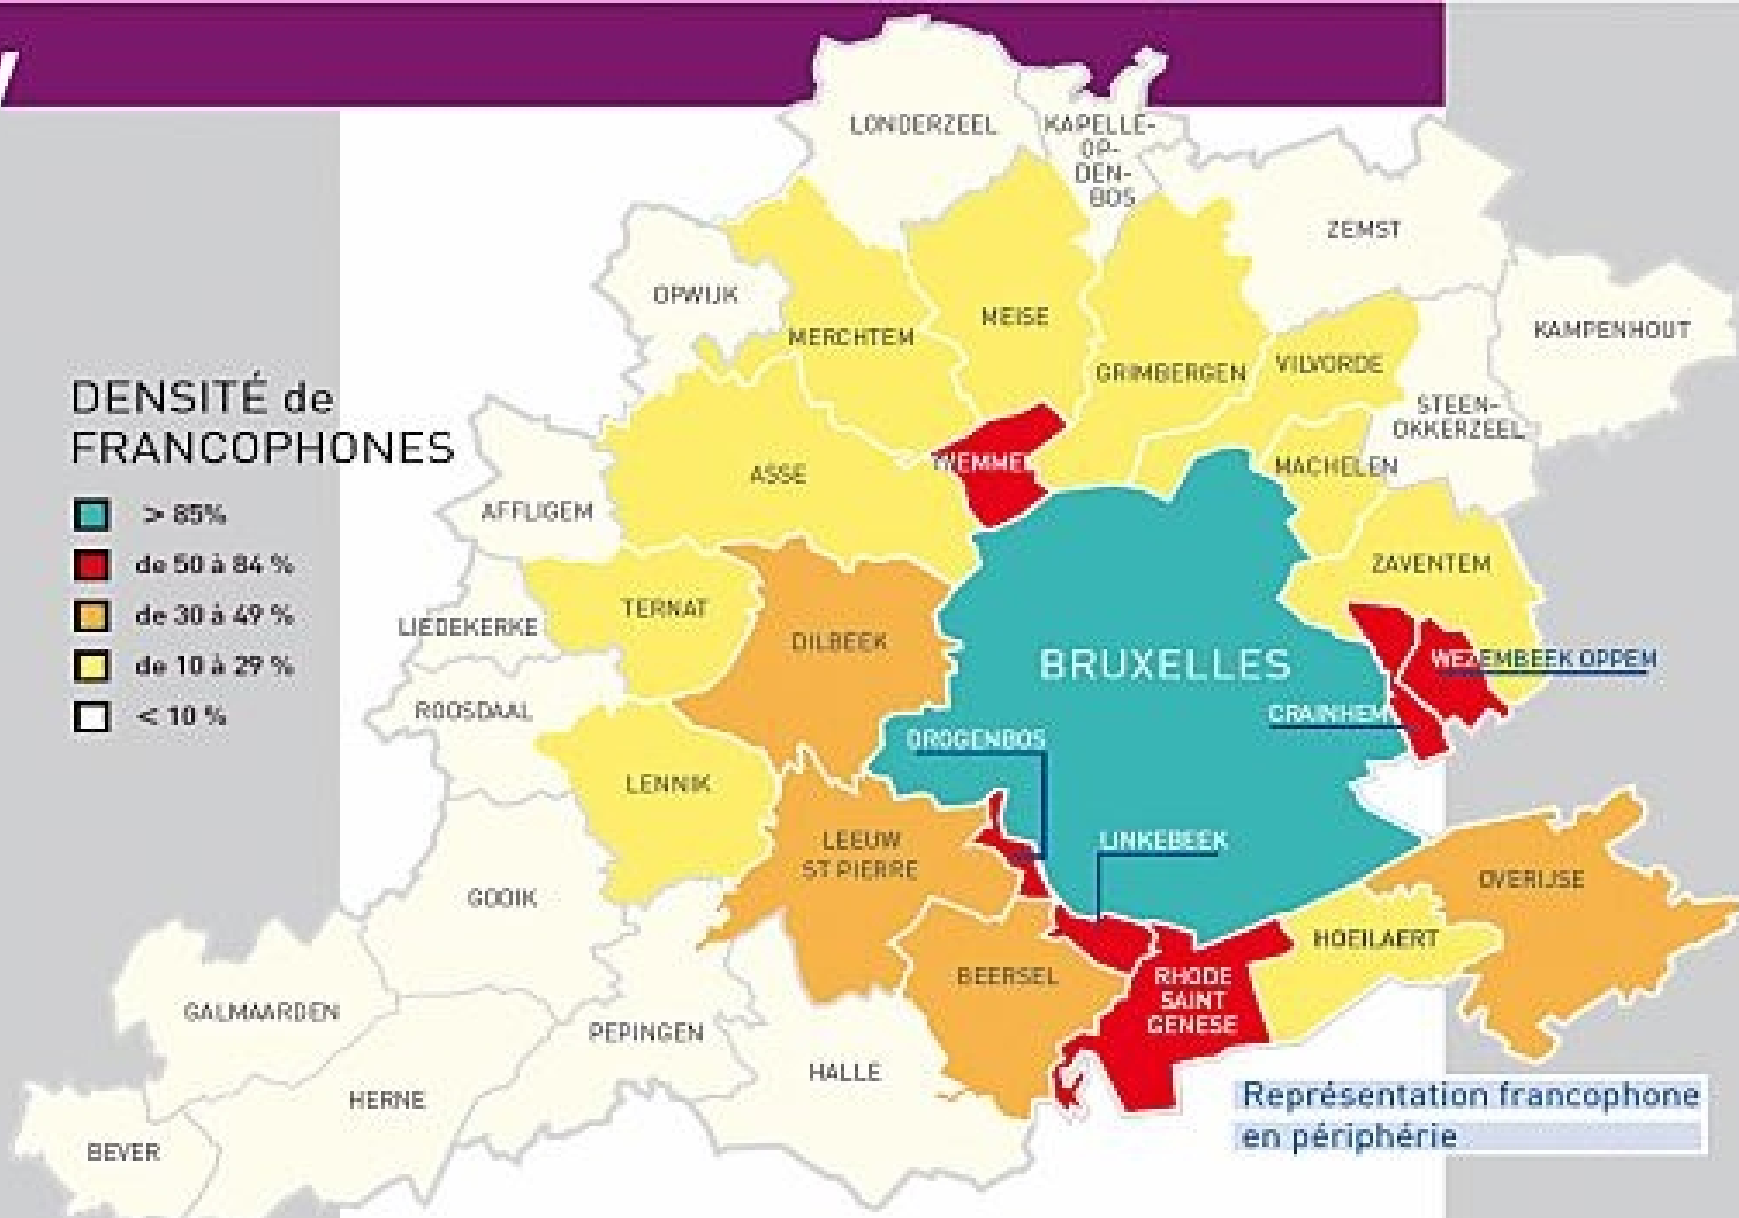 LONDERZEEL
KAPELLE-
OP-
DEN-
BOS
ZEMST
OPWIJK
MERCHTEM
MEISE
GRIMBERGEN
VILVORDE
KAMPENHOUT
STEEN-
OKKERZEEL
DENSITÉ de
FRANCOPHONES
> 85%
de 50 à 84 %
de 30 à 49 %
de 10 à 29 %
< 10 %
AFFLIGEM
ASSE
WEMMEL
MACHELEN
ZAVENTEM
LIEDEKERKE
TERNAT
DILBEEK
BRUXELLES
WEZEMBEEK OPPEM
CRAINHEM
ROOSDAAL
DROGENBOS
LENNIK
LEEUW
ST PIERRE
LINKEBEEK
OVERIJSE
GOOIK
HOEILAERT
BEERSEL
RHODE
SAINT
GENESE
GALMAARDEN
PEPINGEN
HALLE
HERNE
BEVER
Représentation francophone
en périphérie